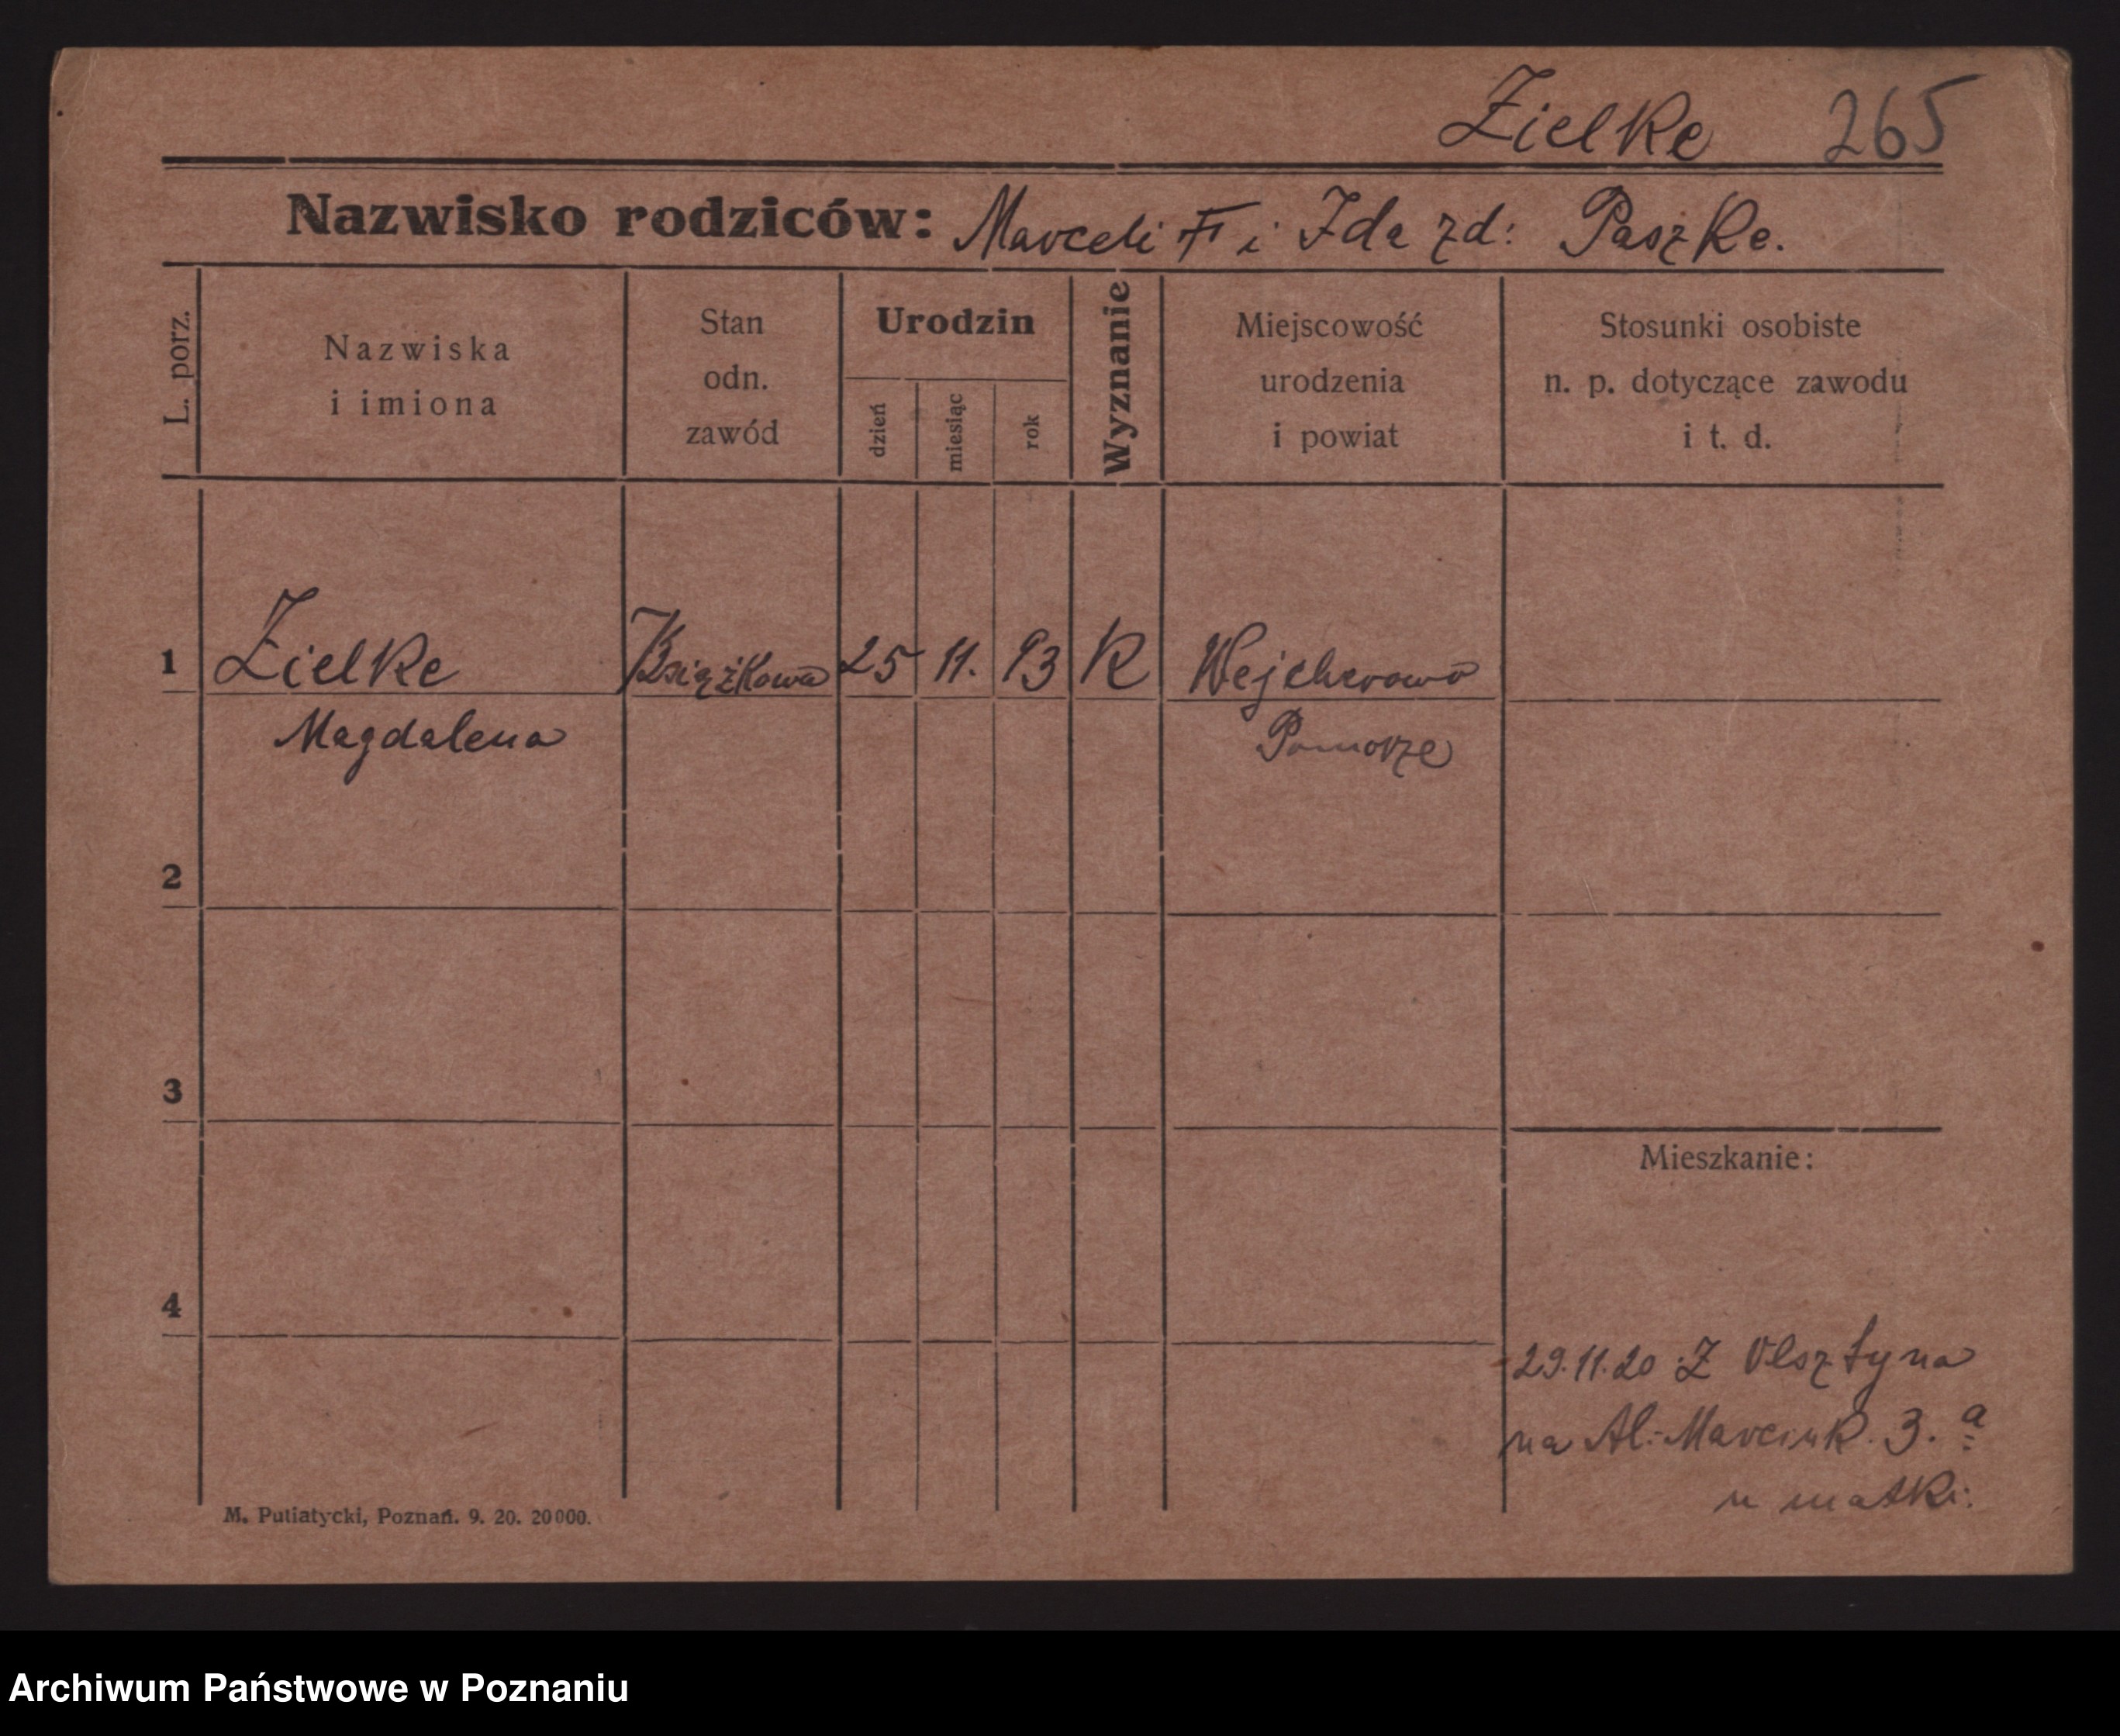 Zielke 265
Nazwisko rodziców: Marceli i Ida zd: Paszke.
L. porz.
Nazwiska
i imiona
Stan
odn.
zawód
Urodzin
dzień
miesiąc
rok
Wyznanie
Miejscowość
urodzenia
i powiat
Stosunki osobiste
n. p. dotyczące zawodu
i t. d.
1 Zielke Książkowa 25 11. 93 K Wejcherowo
Magdalena Pomorze
2
3
Mieszkanie:
4
29.11.20 Z Olsztyna
na Al. Marcink. 3. a
u matki.
M. Putiatycki, Poznań. 9. 20. 20000.
Archiwum Państwowe w Poznaniu